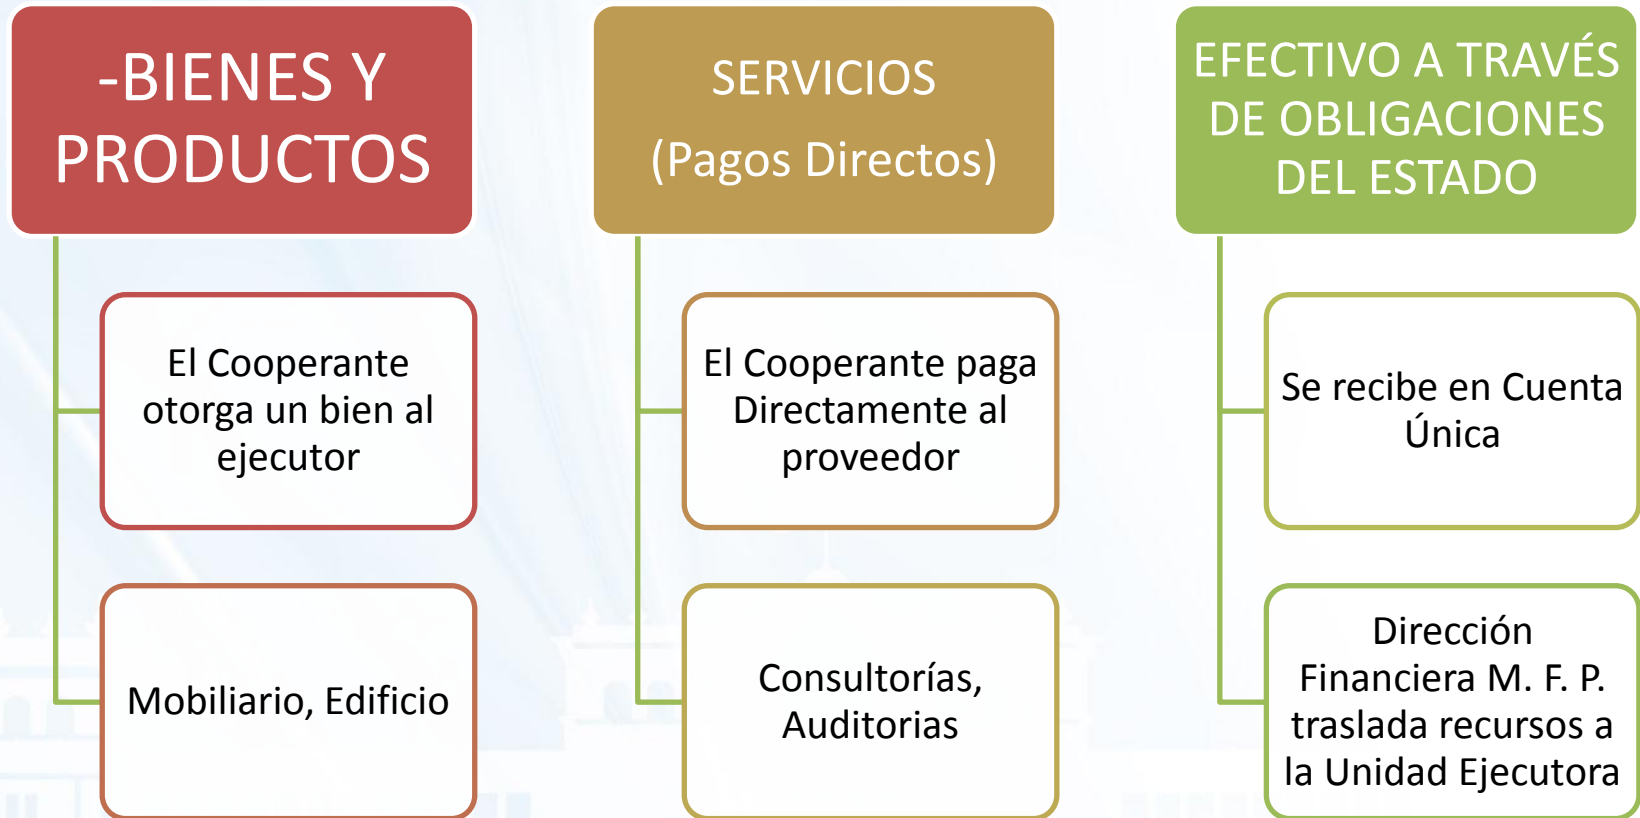 -BIENES Y
PRODUCTOS
El Cooperante
otorga un bien al
ejecutor
Mobiliario, Edificio
SERVICIOS
(Pagos Directos)
El Cooperante paga
Directamente al
proveedor
Consultorías,
Auditorias
EFECTIVO A TRAVÉS
DE OBLIGACIONES
DEL ESTADO
Se recibe en Cuenta
Única
Dirección
Financiera M. F. P.
traslada recursos a
la Unidad Ejecutora